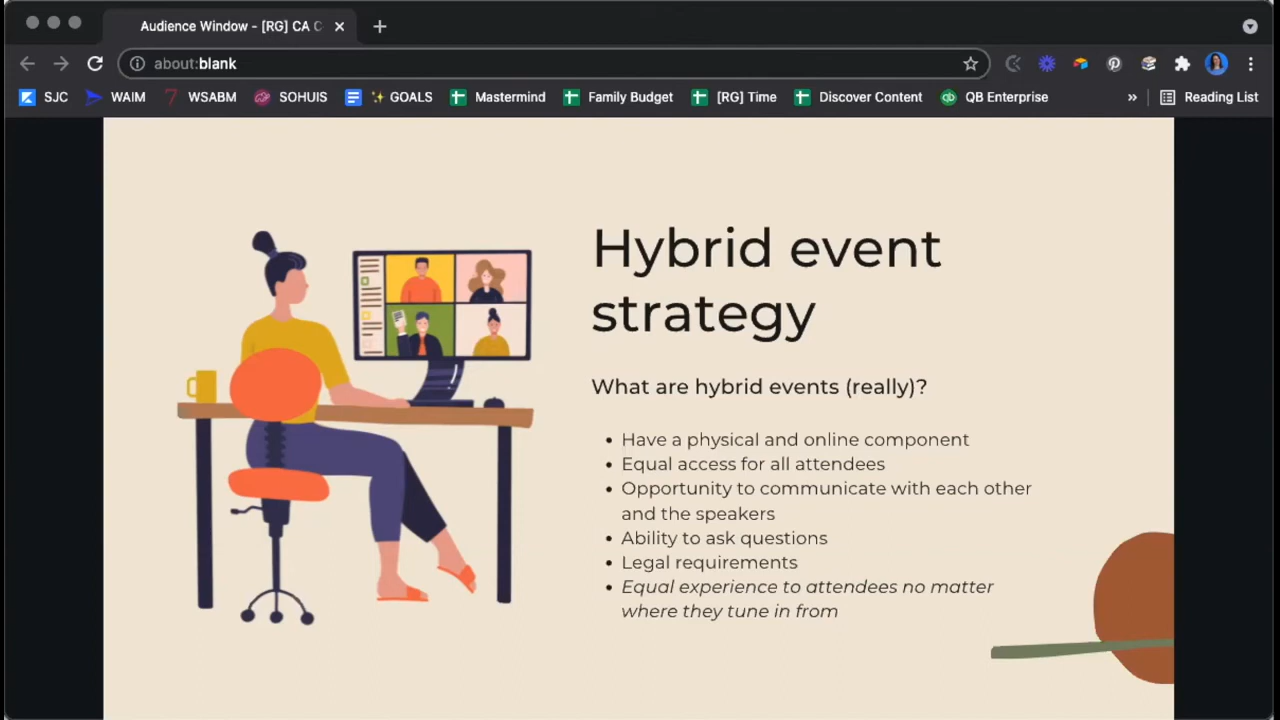 Audience Window - [RG] CA C
about:blank
SJC WAIM WSABM SOHUIS ✨ GOALS Mastermind Family Budget [RG] Time Discover Content QB Enterprise » Reading List
Hybrid event
strategy
What are hybrid events (really)?
• Have a physical and online component
• Equal access for all attendees
• Opportunity to communicate with each other
and the speakers
• Ability to ask questions
• Legal requirements
• Equal experience to attendees no matter
where they tune in from